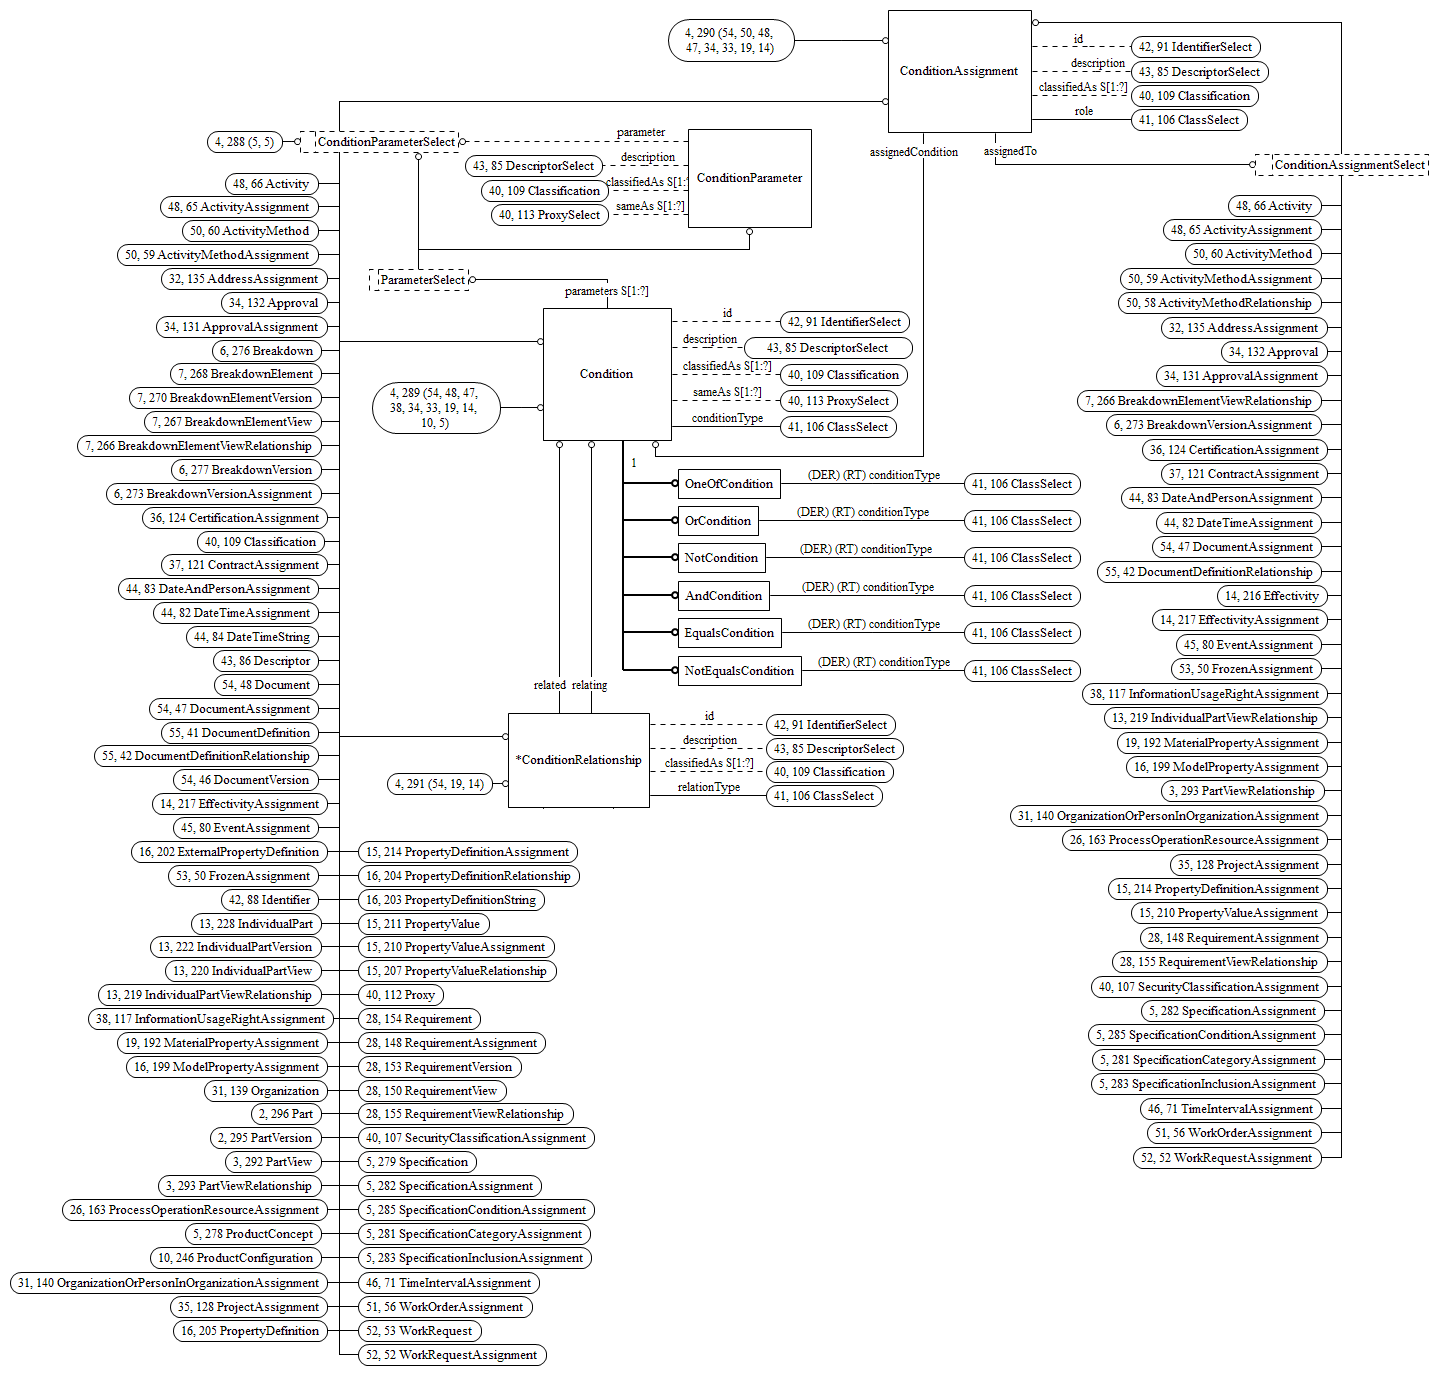 4, 290 (54, 50, 48,
47, 34, 33, 19, 14)
ConditionAssignment
id
42, 91 IdentifierSelect
description
43, 85 DescriptorSelect
classifiedAs S[1:?]
40, 109 Classification
role
41, 106 ClassSelect
assignedCondition
assignedTo
ConditionAssignmentSelect
4, 288 (5, 5)
ConditionParameterSelect
parameter
description
43, 85 DescriptorSelect
classifiedAs S[1:?
40, 109 Classification
sameAs S[1:?]
40, 113 ProxySelect
ConditionParameter
ParameterSelect
parameters S[1:?]
Condition
id
42, 91 IdentifierSelect
description
43, 85 DescriptorSelect
classifiedAs S[1:?]
40, 109 Classification
sameAs S[1:?]
40, 113 ProxySelect
conditionType
41, 106 ClassSelect
4, 289 (54, 48, 47,
38, 34, 33, 19, 14,
10, 5)
1
OneOfCondition
(DER) (RT) conditionType
41, 106 ClassSelect
OrCondition
(DER) (RT) conditionType
41, 106 ClassSelect
NotCondition
(DER) (RT) conditionType
41, 106 ClassSelect
AndCondition
(DER) (RT) conditionType
41, 106 ClassSelect
EqualsCondition
(DER) (RT) conditionType
41, 106 ClassSelect
NotEqualsCondition
(DER) (RT) conditionType
41, 106 ClassSelect
related
relating
*ConditionRelationship
4, 291 (54, 19, 14)
id
42, 91 IdentifierSelect
description
43, 85 DescriptorSelect
classifiedAs S[1:?]
40, 109 Classification
relationType
41, 106 ClassSelect
48, 66 Activity
48, 65 ActivityAssignment
50, 60 ActivityMethod
50, 59 ActivityMethodAssignment
32, 135 AddressAssignment
34, 132 Approval
34, 131 ApprovalAssignment
6, 276 Breakdown
7, 268 BreakdownElement
7, 270 BreakdownElementVersion
7, 267 BreakdownElementView
7, 266 BreakdownElementViewRelationship
6, 277 BreakdownVersion
6, 273 BreakdownVersionAssignment
36, 124 CertificationAssignment
40, 109 Classification
37, 121 ContractAssignment
44, 83 DateAndPersonAssignment
44, 82 DateTimeAssignment
44, 84 DateTimeString
43, 86 Descriptor
54, 48 Document
54, 47 DocumentAssignment
55, 41 DocumentDefinition
55, 42 DocumentDefinitionRelationship
54, 46 DocumentVersion
14, 217 EffectivityAssignment
45, 80 EventAssignment
16, 202 ExternalPropertyDefinition
53, 50 FrozenAssignment
42, 88 Identifier
13, 228 IndividualPart
13, 222 IndividualPartVersion
13, 220 IndividualPartView
13, 219 IndividualPartViewRelationship
38, 117 InformationUsageRightAssignment
19, 192 MaterialPropertyAssignment
16, 199 ModelPropertyAssignment
31, 139 Organization
2, 296 Part
2, 295 PartVersion
3, 292 PartView
3, 293 PartViewRelationship
26, 163 ProcessOperationResourceAssignment
5, 278 ProductConcept
10, 246 ProductConfiguration
31, 140 OrganizationOrPersonInOrganizationAssignment
35, 128 ProjectAssignment
16, 205 PropertyDefinition
15, 214 PropertyDefinitionAssignment
16, 204 PropertyDefinitionRelationship
16, 203 PropertyDefinitionString
15, 211 PropertyValue
15, 210 PropertyValueAssignment
15, 207 PropertyValueRelationship
40, 112 Proxy
28, 154 Requirement
28, 148 RequirementAssignment
28, 153 RequirementVersion
28, 150 RequirementView
28, 155 RequirementViewRelationship
40, 107 SecurityClassificationAssignment
5, 279 Specification
5, 282 SpecificationAssignment
5, 285 SpecificationConditionAssignment
5, 281 SpecificationCategoryAssignment
5, 283 SpecificationInclusionAssignment
46, 71 TimeIntervalAssignment
51, 56 WorkOrderAssignment
52, 53 WorkRequest
52, 52 WorkRequestAssignment
48, 66 Activity
48, 65 ActivityAssignment
50, 60 ActivityMethod
50, 59 ActivityMethodAssignment
50, 58 ActivityMethodRelationship
32, 135 AddressAssignment
34, 132 Approval
34, 131 ApprovalAssignment
7, 266 BreakdownElementViewRelationship
6, 273 BreakdownVersionAssignment
36, 124 CertificationAssignment
37, 121 ContractAssignment
44, 83 DateAndPersonAssignment
44, 82 DateTimeAssignment
54, 47 DocumentAssignment
55, 42 DocumentDefinitionRelationship
14, 216 Effectivity
14, 217 EffectivityAssignment
45, 80 EventAssignment
53, 50 FrozenAssignment
38, 117 InformationUsageRightAssignment
13, 219 IndividualPartViewRelationship
19, 192 MaterialPropertyAssignment
16, 199 ModelPropertyAssignment
3, 293 PartViewRelationship
31, 140 OrganizationOrPersonInOrganizationAssignment
26, 163 ProcessOperationResourceAssignment
35, 128 ProjectAssignment
15, 214 PropertyDefinitionAssignment
15, 210 PropertyValueAssignment
28, 148 RequirementAssignment
28, 155 RequirementViewRelationship
40, 107 SecurityClassificationAssignment
5, 282 SpecificationAssignment
5, 285 SpecificationConditionAssignment
5, 281 SpecificationCategoryAssignment
5, 283 SpecificationInclusionAssignment
46, 71 TimeIntervalAssignment
51, 56 WorkOrderAssignment
52, 52 WorkRequestAssignment